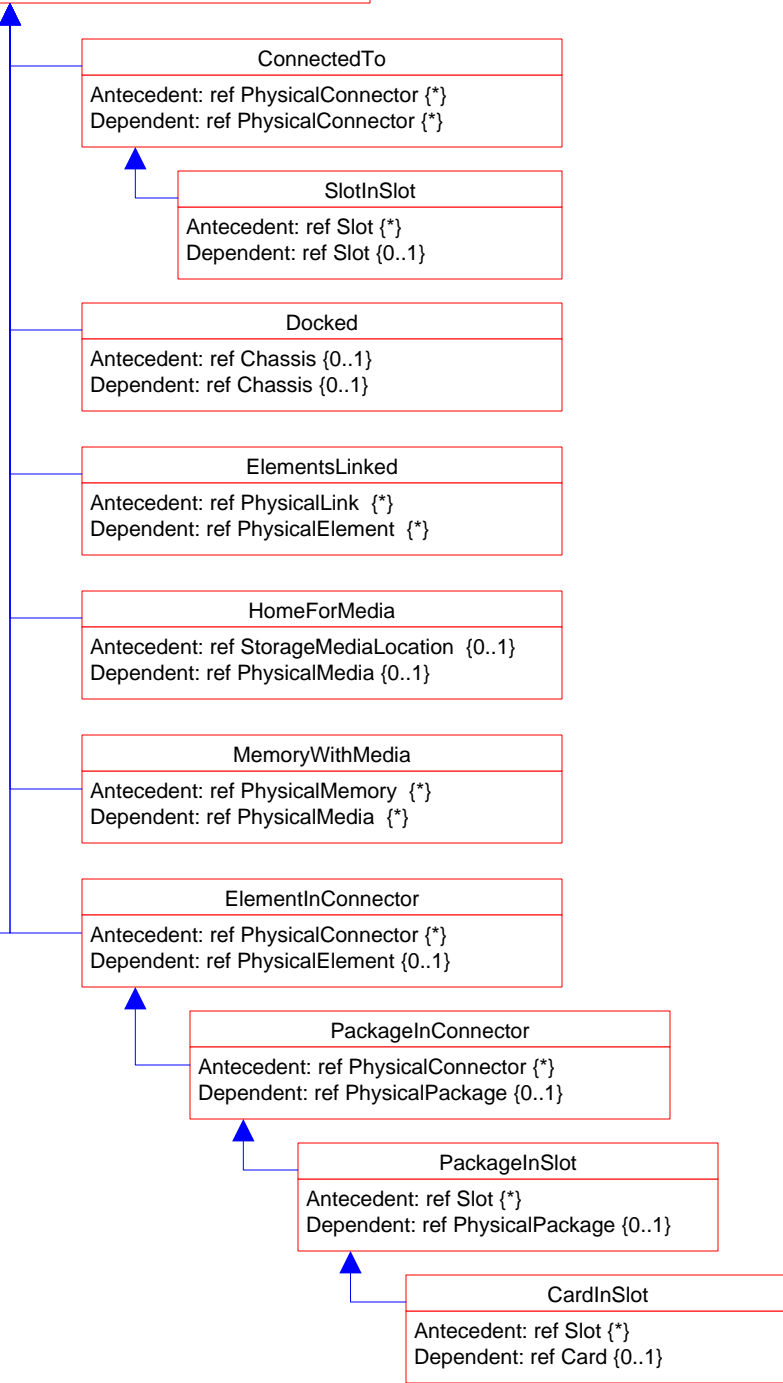 ConnectedTo
Antecedent: ref PhysicalConnector {*}
Dependent: ref PhysicalConnector {*}
SlotInSlot
Antecedent: ref Slot {*}
Dependent: ref Slot {0..1}
Docked
Antecedent: ref Chassis {0..1}
Dependent: ref Chassis {0..1}
ElementsLinked
Antecedent: ref PhysicalLink  {*}
Dependent: ref PhysicalElement  {*}
HomeForMedia
Antecedent: ref StorageMediaLocation  {0..1}
Dependent: ref PhysicalMedia {0..1}
MemoryWithMedia
Antecedent: ref PhysicalMemory  {*}
Dependent: ref PhysicalMedia  {*}
ElementInConnector
Antecedent: ref PhysicalConnector {*}
Dependent: ref PhysicalElement {0..1}
PackageInConnector
Antecedent: ref PhysicalConnector {*}
Dependent: ref PhysicalPackage {0..1}
PackageInSlot
Antecedent: ref Slot {*}
Dependent: ref PhysicalPackage {0..1}
CardInSlot
Antecedent: ref Slot {*}
Dependent: ref Card {0..1}